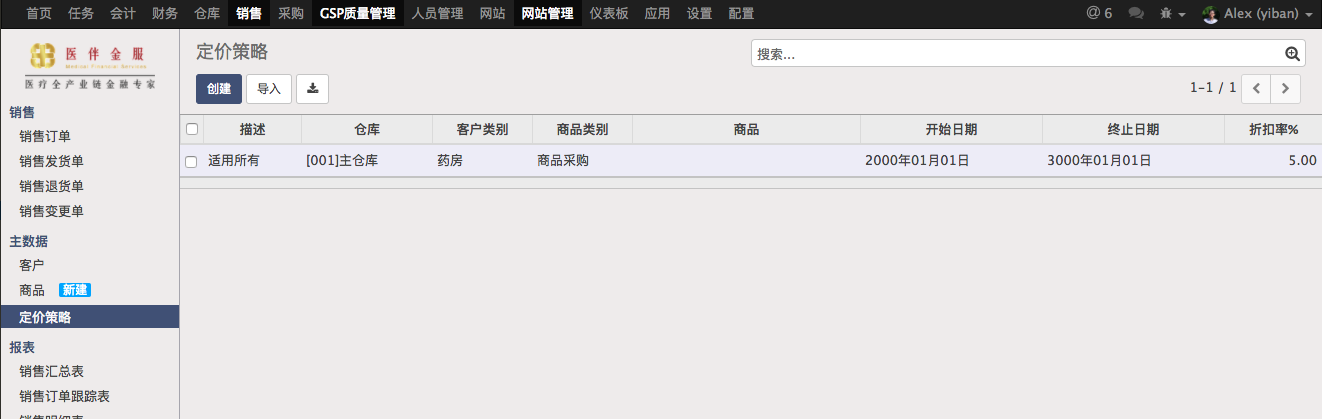 首页 任务 会计 财务 仓库 销售 采购 GSP质量管理 人员管理 网站 网站管理 仪表板 应用 设置 配置 @ 6 Alex (yiban)
医伴金服
Medical Financial Services
医疗全产业链金融专家
销售
销售订单
销售发货单
销售退货单
销售变更单
主数据
客户
商品 新建
定价策略
报表
销售汇总表
销售订单跟踪表
销售明细表
定价策略
搜索...
创建 导入
1-1 / 1
描述 仓库 客户类别 商品类别 商品 开始日期 终止日期 折扣率%
适用所有 [001]主仓库 药房 商品采购 2000年01月01日 3000年01月01日 5.00